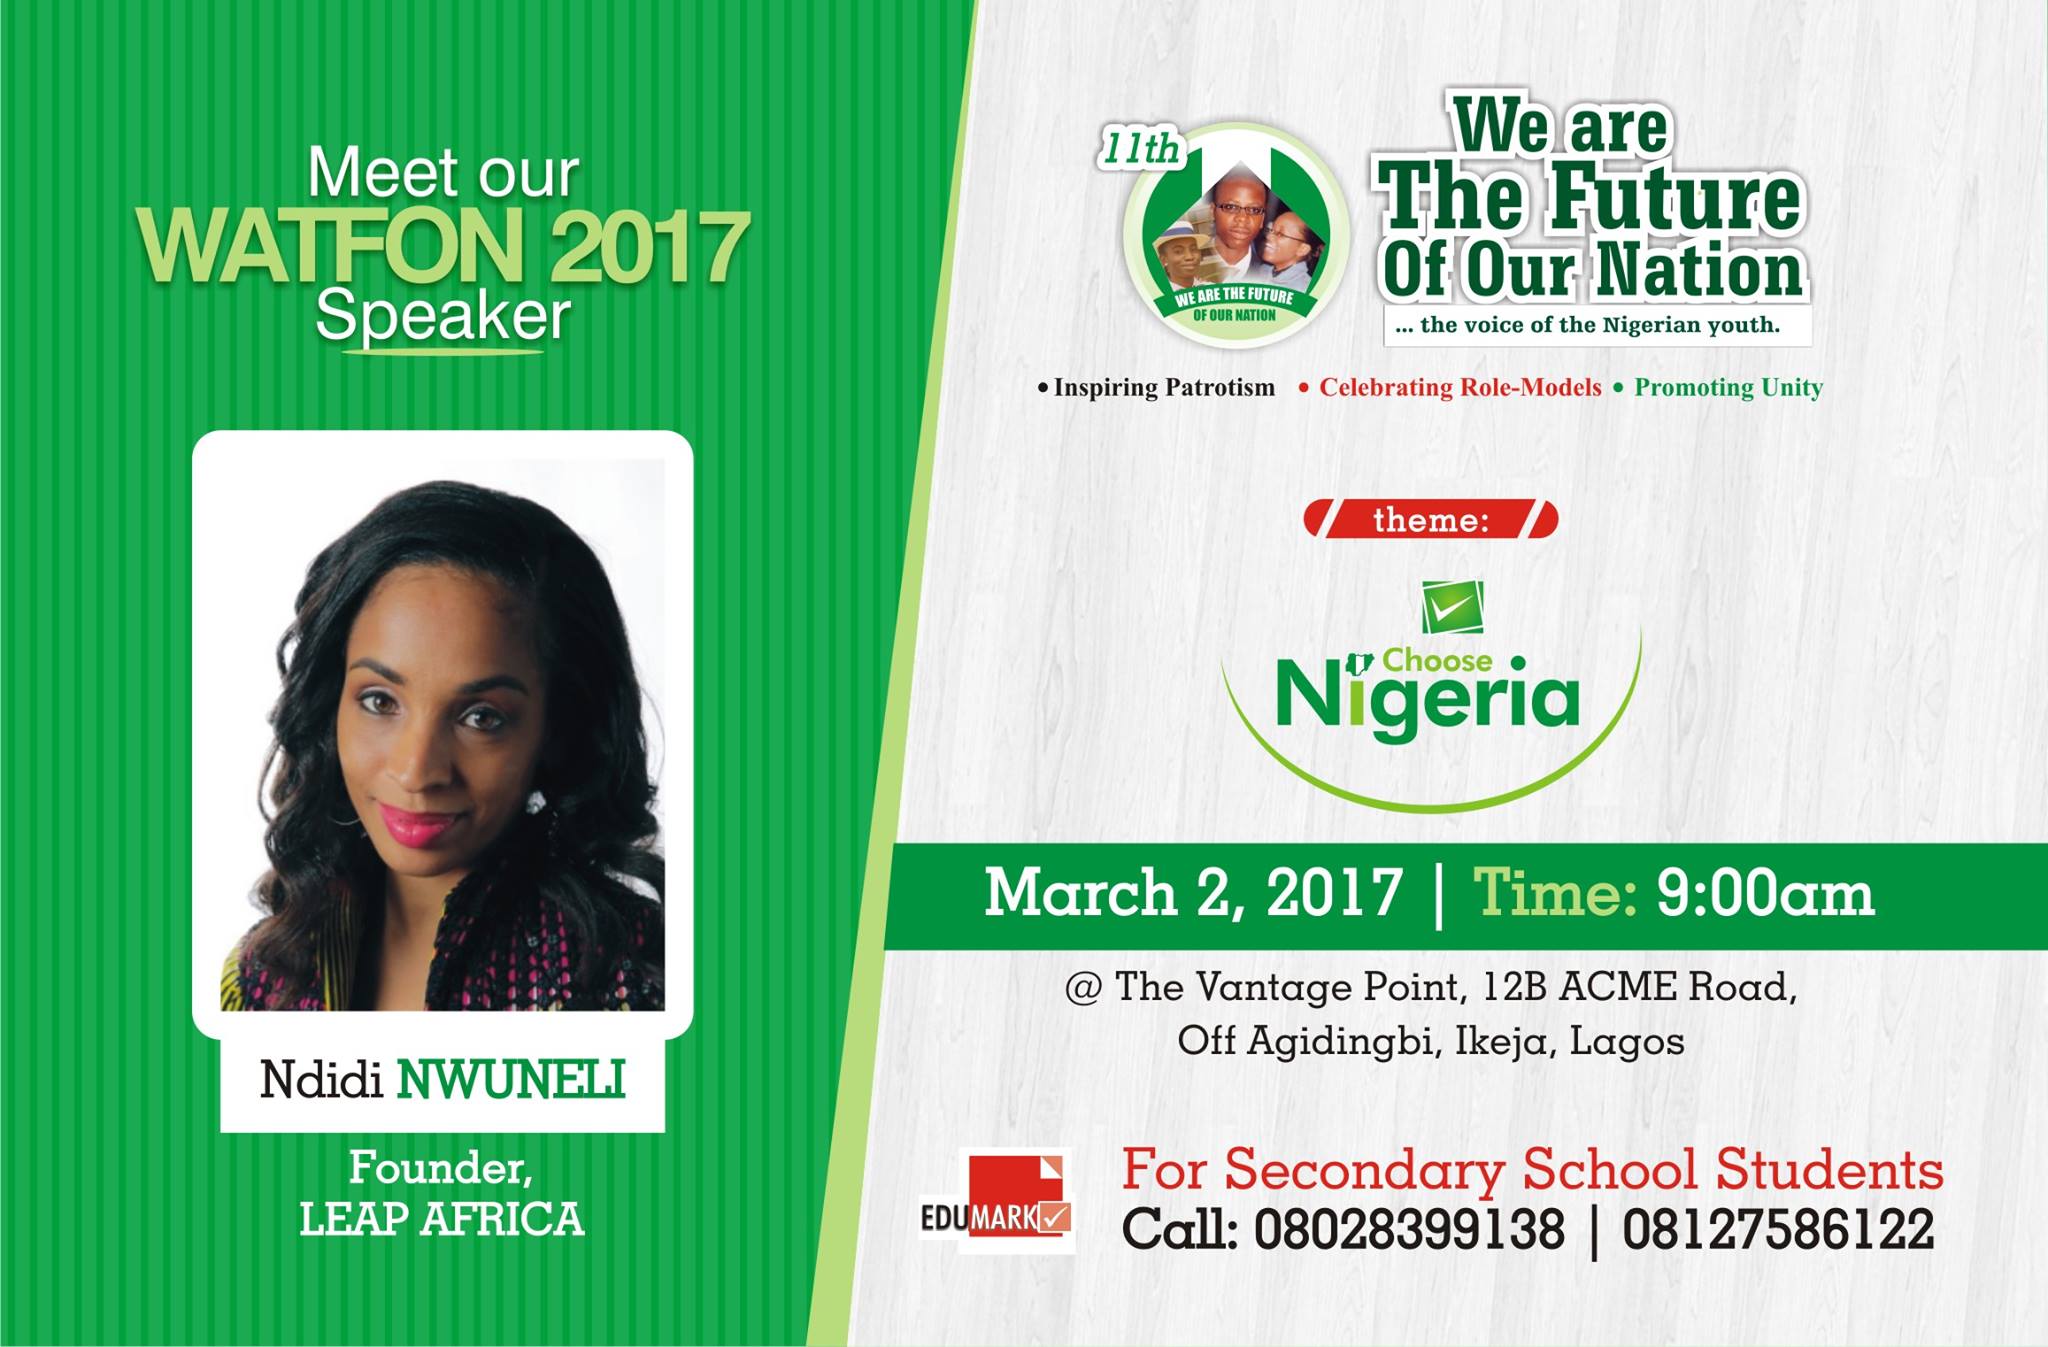 Meet our
WATFON 2017
Speaker
Ndidi NWUNELI
Founder,
LEAP AFRICA
11th
WE ARE THE FUTURE
OF OUR NATION
We are
The Future
Of Our Nation
... the voice of the Nigerian youth.
• Inspiring Patrotism • Celebrating Role-Models • Promoting Unity
theme:
Choose
Nigeria
March 2, 2017 | Time: 9:00am
@ The Vantage Point, 12B ACME Road,
Off Agidingbi, Ikeja, Lagos
EDUMARK
For Secondary School Students
Call: 08028399138 | 08127586122